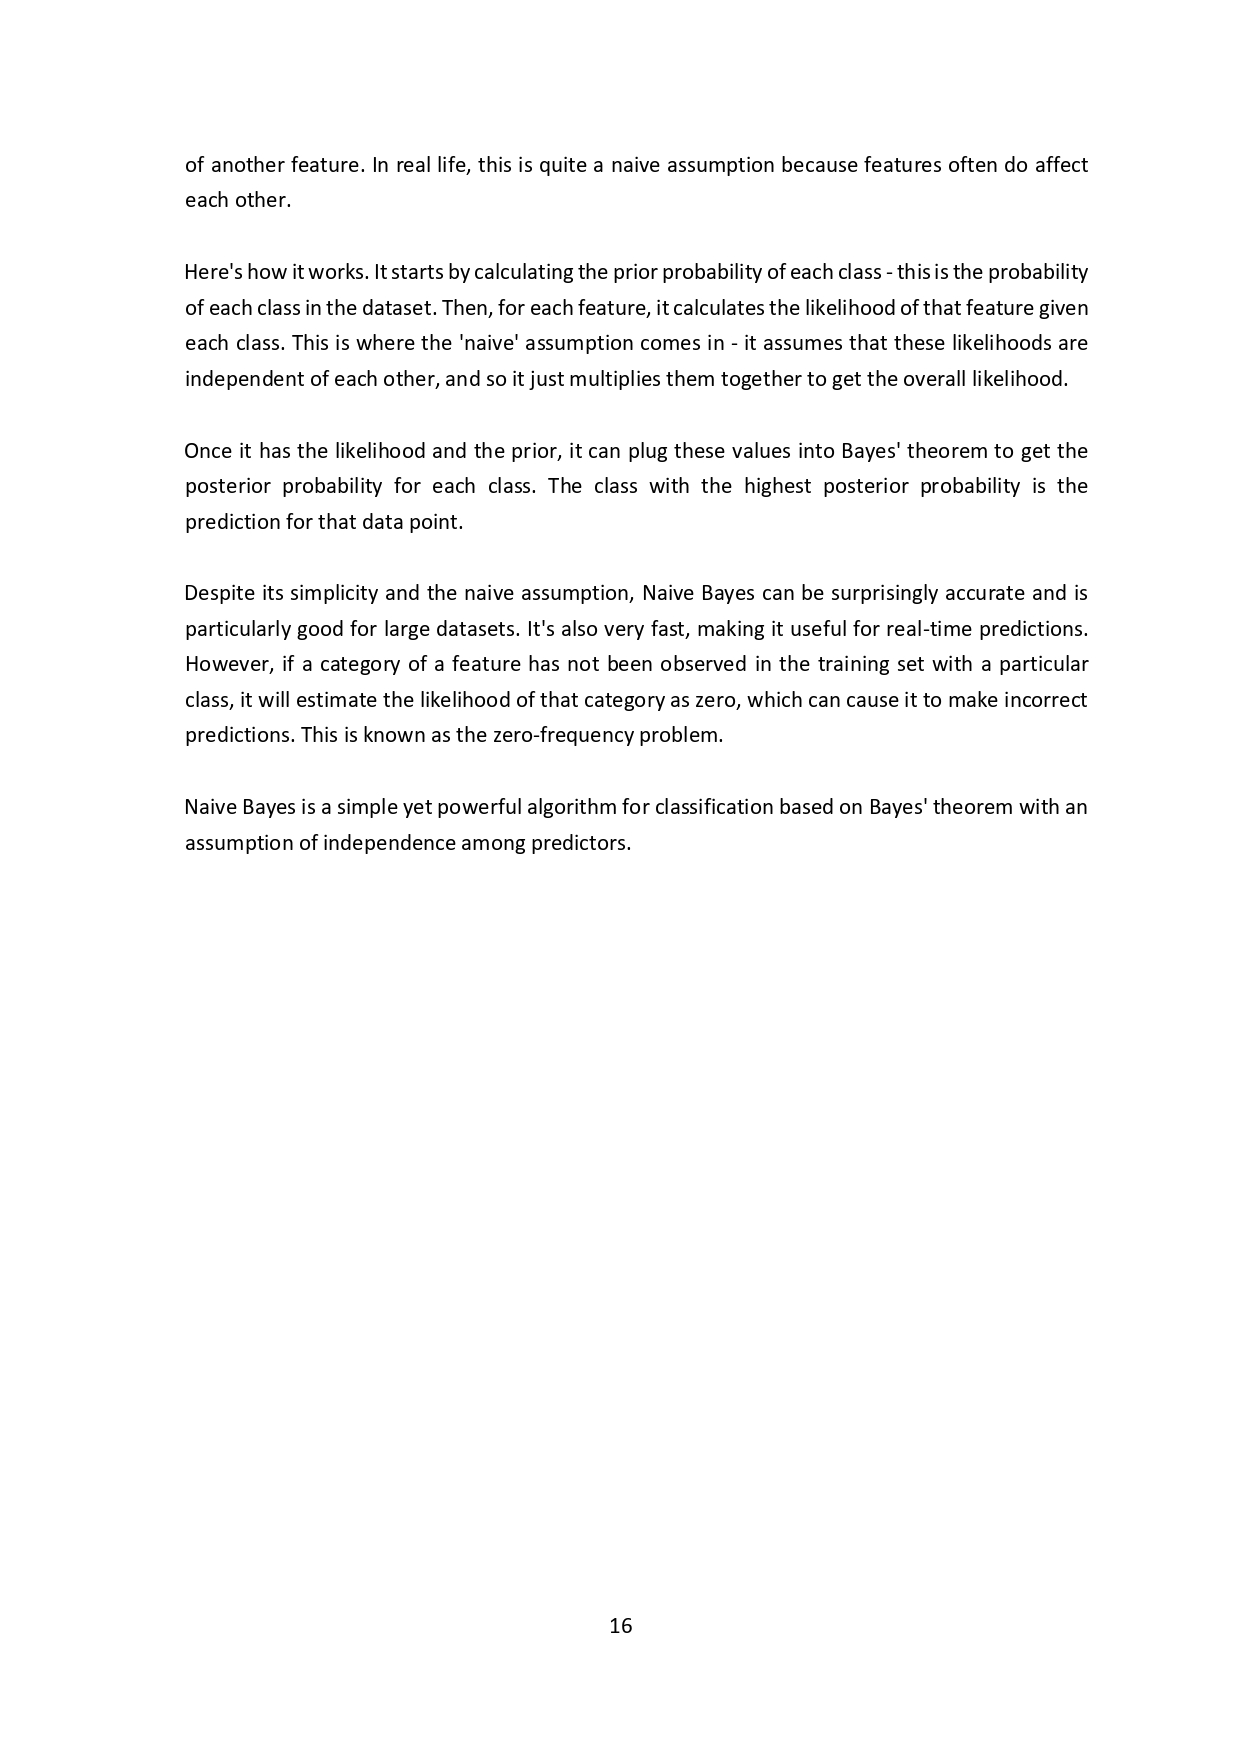 of another feature. In real life, this is quite a naive assumption because features often do affect
each other.
Here's how it works. It starts by calculating the prior probability of each class - this is the probability
of each class in the dataset. Then, for each feature, it calculates the likelihood of that feature given
each class. This is where the 'naive' assumption comes in - it assumes that these likelihoods are
independent of each other, and so it just multiplies them together to get the overall likelihood.
Once it has the likelihood and the prior, it can plug these values into Bayes' theorem to get the
posterior probability for each class. The class with the highest posterior probability is the
prediction for that data point.
Despite its simplicity and the naive assumption, Naive Bayes can be surprisingly accurate and is
particularly good for large datasets. It's also very fast, making it useful for real-time predictions.
However, if a category of a feature has not been observed in the training set with a particular
class, it will estimate the likelihood of that category as zero, which can cause it to make incorrect
predictions. This is known as the zero-frequency problem.
Naive Bayes is a simple yet powerful algorithm for classification based on Bayes' theorem with an
assumption of independence among predictors.
16